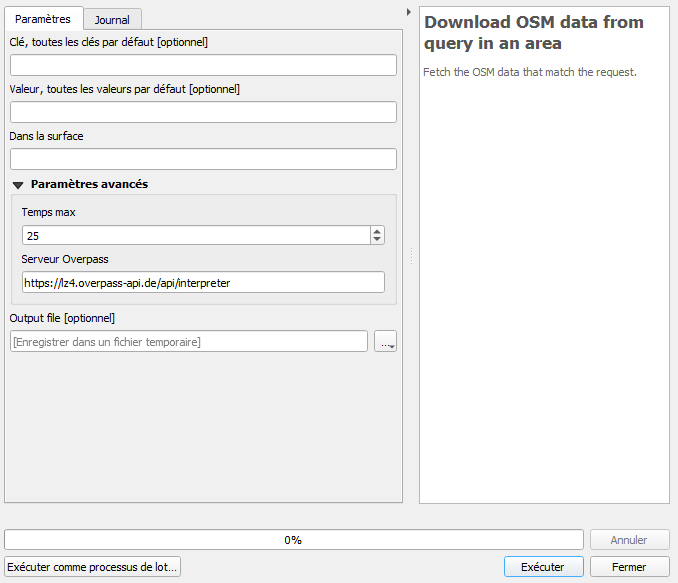 Paramètres
Journal
Clé, toutes les clés par défaut [optionnel]
Valeur, toutes les valeurs par défaut [optionnel]
Dans la surface
Paramètres avancés
Temps max
25
Serveur Overpass
https://lz4.overpass-api.de/api/interpreter
Output file [optionnel]
[Enregistrer dans un fichier temporaire]
...
Download OSM data from
query in an area
Fetch the OSM data that match the request.
0%
Annuler
Exécuter comme processus de lot...
Exécuter
Fermer